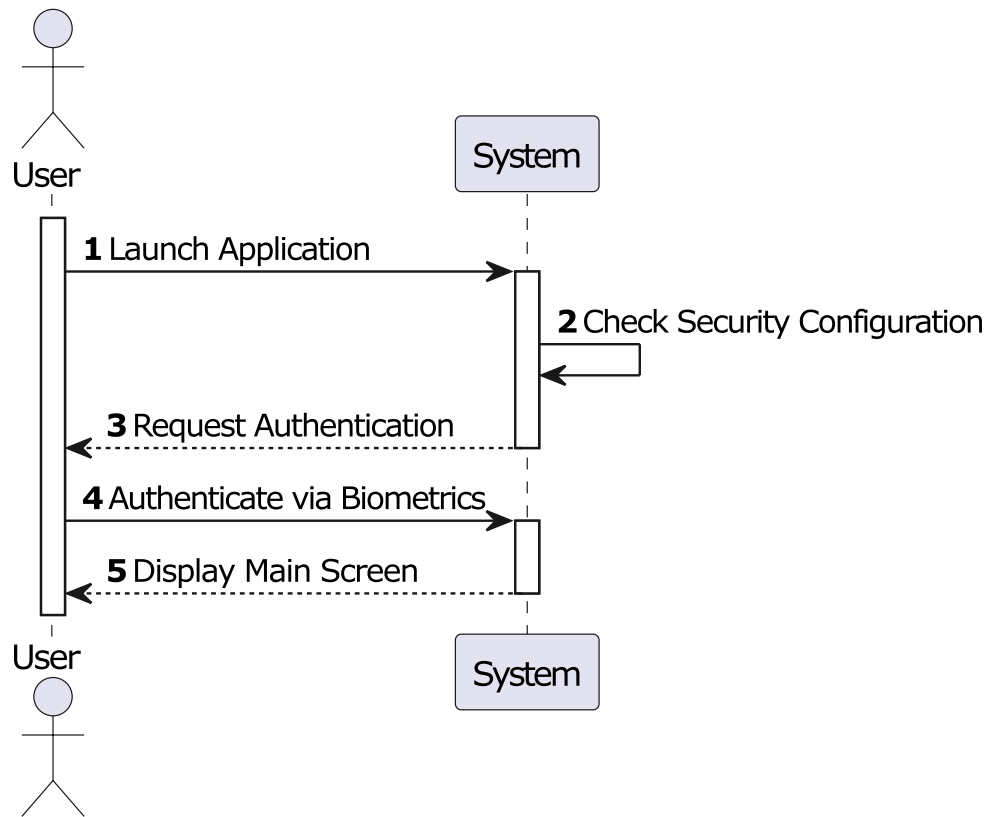 User
System
1 Launch Application
2 Check Security Configuration
3 Request Authentication
4 Authenticate via Biometrics
5 Display Main Screen
User
System